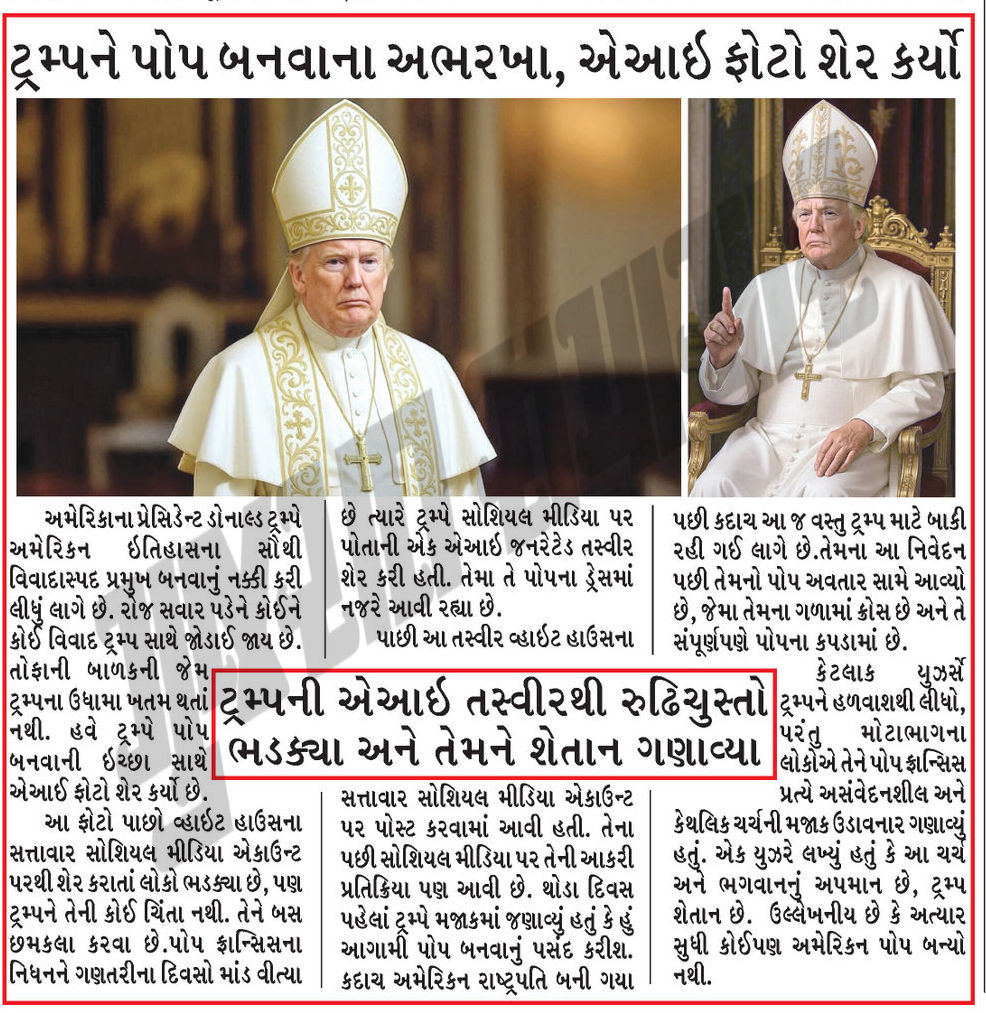 ટ્રમ્પને પોપ બનવાના અભરખા, એઆઇ ફોટો શેર કર્યો
અમેરિકાના પ્રેસિડેન્ટ ડોનાલ્ડ ટ્રમ્પે
અમેરિકન ઇતિહાસના સૌથી
વિવાદાસ્પદ પ્રમુખ બનવાનું નક્કી કરી
લીધું લાગે છે. રોજ સવાર પડેને કોઈને
કોઈ વિવાદ ટ્રમ્પ સાથે જોડાઈ જાય છે.
તોફાની બાળકની જેમ
ટ્રમ્પના ઉધામા ખતમ થતાં
નથી. હવે ટ્રમ્પે પોપ
બનવાની ઇચ્છા સાથે
એઆઈ ફોટો શેર કર્યો છે.
આ ફોટો પાછો વ્હાઇટ હાઉસના
સત્તાવાર સોશિયલ મીડિયા એકાઉન્ટ
પરથી શેર કરાતાં લોકો ભડક્યા છે, પણ
ટ્રમ્પને તેની કોઈ ચિંતા નથી. તેને બસ
છમકલા કરવા છે.પોપ ફ્રાન્સિસના
નિધનને ગણતરીના દિવસો માંડ વીત્યા
છે ત્યારે ટ્રમ્પે સોશિયલ મીડિયા પર
પોતાની એક એઆઇ જનરેટેડ તસ્વીર
શેર કરી હતી. તેમા તે પોપના ડ્રેસમાં
નજરે આવી રહ્યા છે.
પાછી આ તસ્વીર વ્હાઇટ હાઉસના
ટ્રમ્પની એઆઇ તસ્વીરથી રુઢિચુસ્તો
ભડક્યા અને તેમને શેતાન ગણાવ્યા
સત્તાવાર સોશિયલ મીડિયા એકાઉન્ટ
પર પોસ્ટ કરવામાં આવી હતી. તેના
પછી સોશિયલ મીડિયા પર તેની આકરી
પ્રતિક્રિયા પણ આવી છે. થોડા દિવસ
પહેલાં ટ્રમ્પે મજાકમાં જણાવ્યું હતું કે હું
આગામી પોપ બનવાનું પસંદ કરીશ.
કદાચ અમેરિકન રાષ્ટ્રપતિ બની ગયા
પછી કદાચ આ જ વસ્તુ ટ્રમ્પ માટે બાકી
રહી ગઈ લાગે છે.તેમના આ નિવેદન
પછી તેમનો પોપ અવતાર સામે આવ્યો
છે, જેમા તેમના ગળામાં ક્રોસ છે અને તે
સંપૂર્ણપણે પોપના કપડામાં છે.
કેટલાક યુઝર્સે
ટ્રમ્પને હળવાશથી લીધો,
પરંતુ મોટાભાગના
લોકોએ તેને પોપ ફ્રાન્સિસ
પ્રત્યે અસંવેદનશીલ અને
કેથલિક ચર્ચની મજાક ઉડાવનાર ગણાવ્યું
હતું. એક યુઝરે લખ્યું હતું કે આ ચર્ચ
અને ભગવાનનું અપમાન છે, ટ્રમ્પ
શેતાન છે. ઉલ્લેખનીય છે કે અત્યાર
સુધી કોઈપણ અમેરિકન પોપ બન્યો
નથી.